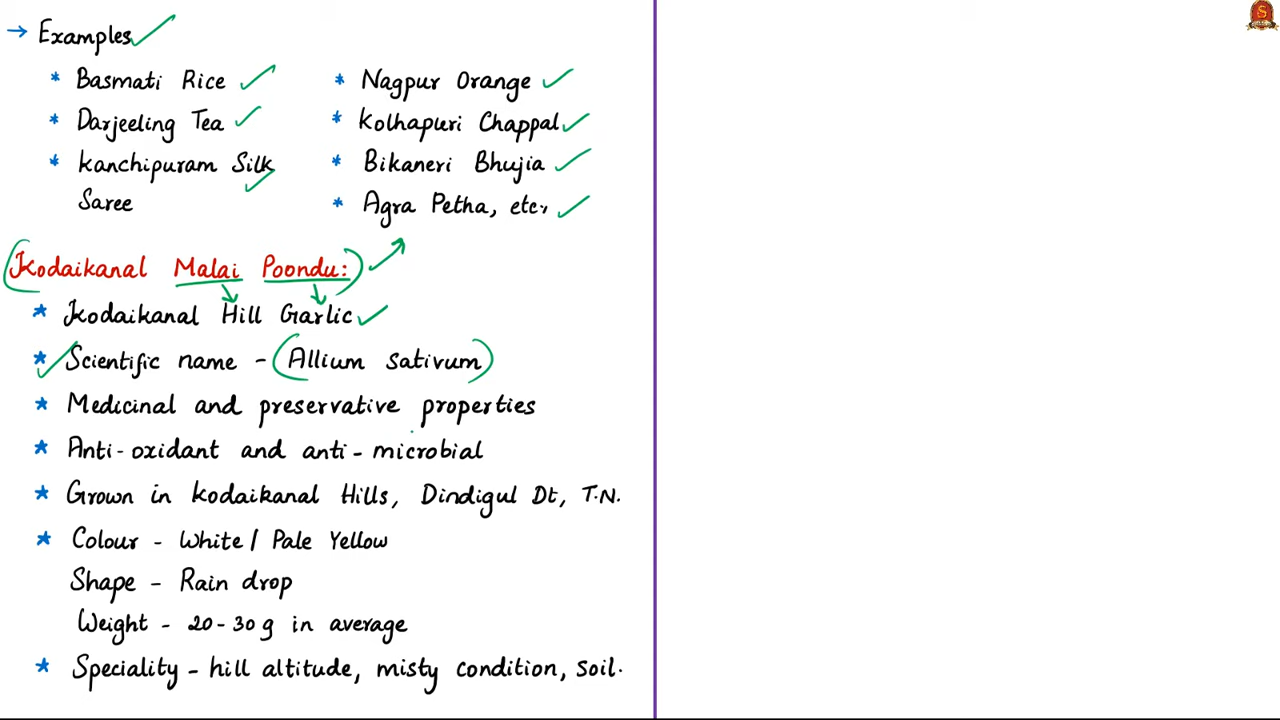 → Examples
* Basmati Rice
* Darjeeling Tea
* Kanchipuram Silk
Saree
* Nagpur Orange
* Kolhapuri Chappal
* Bikaneri Bhujia
* Agra Petha, etc.
Kodaikanal Malai Poondu:
* Kodaikanal Hill Garlic
* Scientific name - Allium sativum
* Medicinal and preservative properties
* Anti-oxidant and anti-microbial
* Grown in Kodaikanal Hills, Dindigul Dt, T.N.
* Colour - White / Pale Yellow
Shape - Rain drop
Weight - 20-30 g in average
* Speciality - hill altitude, misty condition, soil.